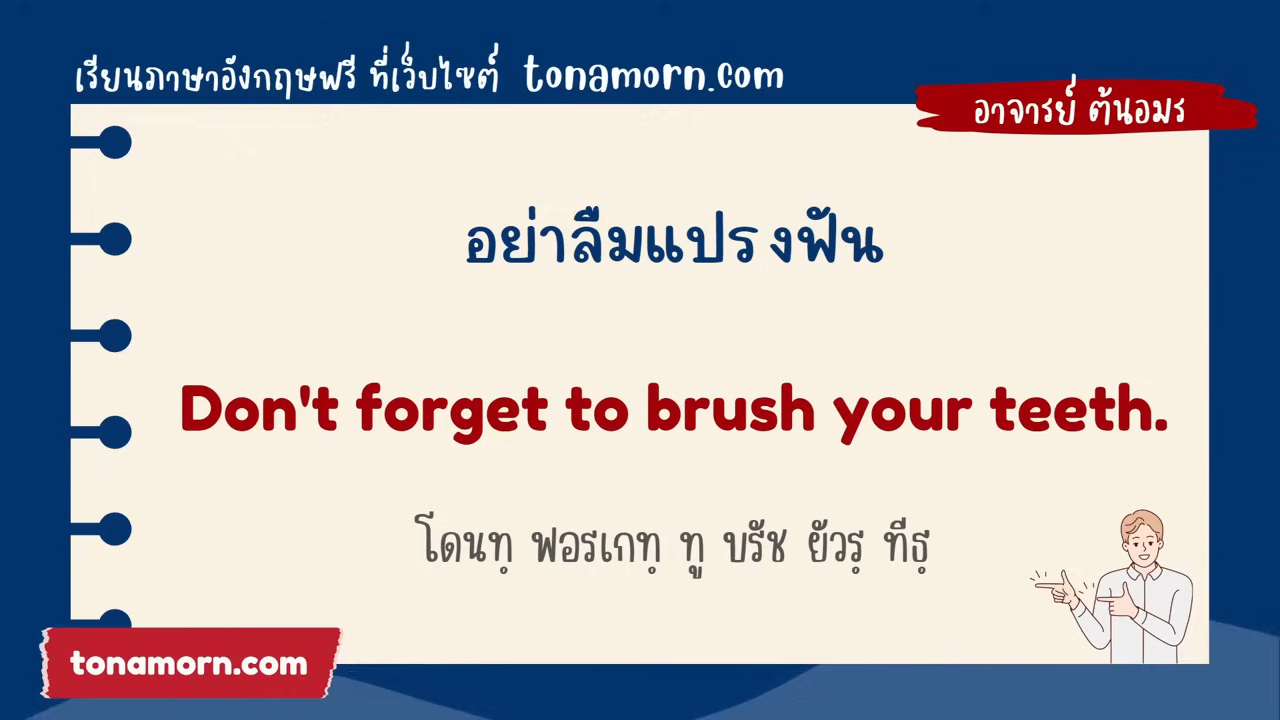 เรียนภาษาอังกฤษฟรี ที่เว็บไซต์ tonamorn.com
อาจารย์ ต้นอมร
อย่าลืมแปรงฟัน
Don't forget to brush your teeth.
โดนทฺ ฟอรเกทฺ ทู บรัช ยัวรฺ ทีธฺ
tonamorn.com